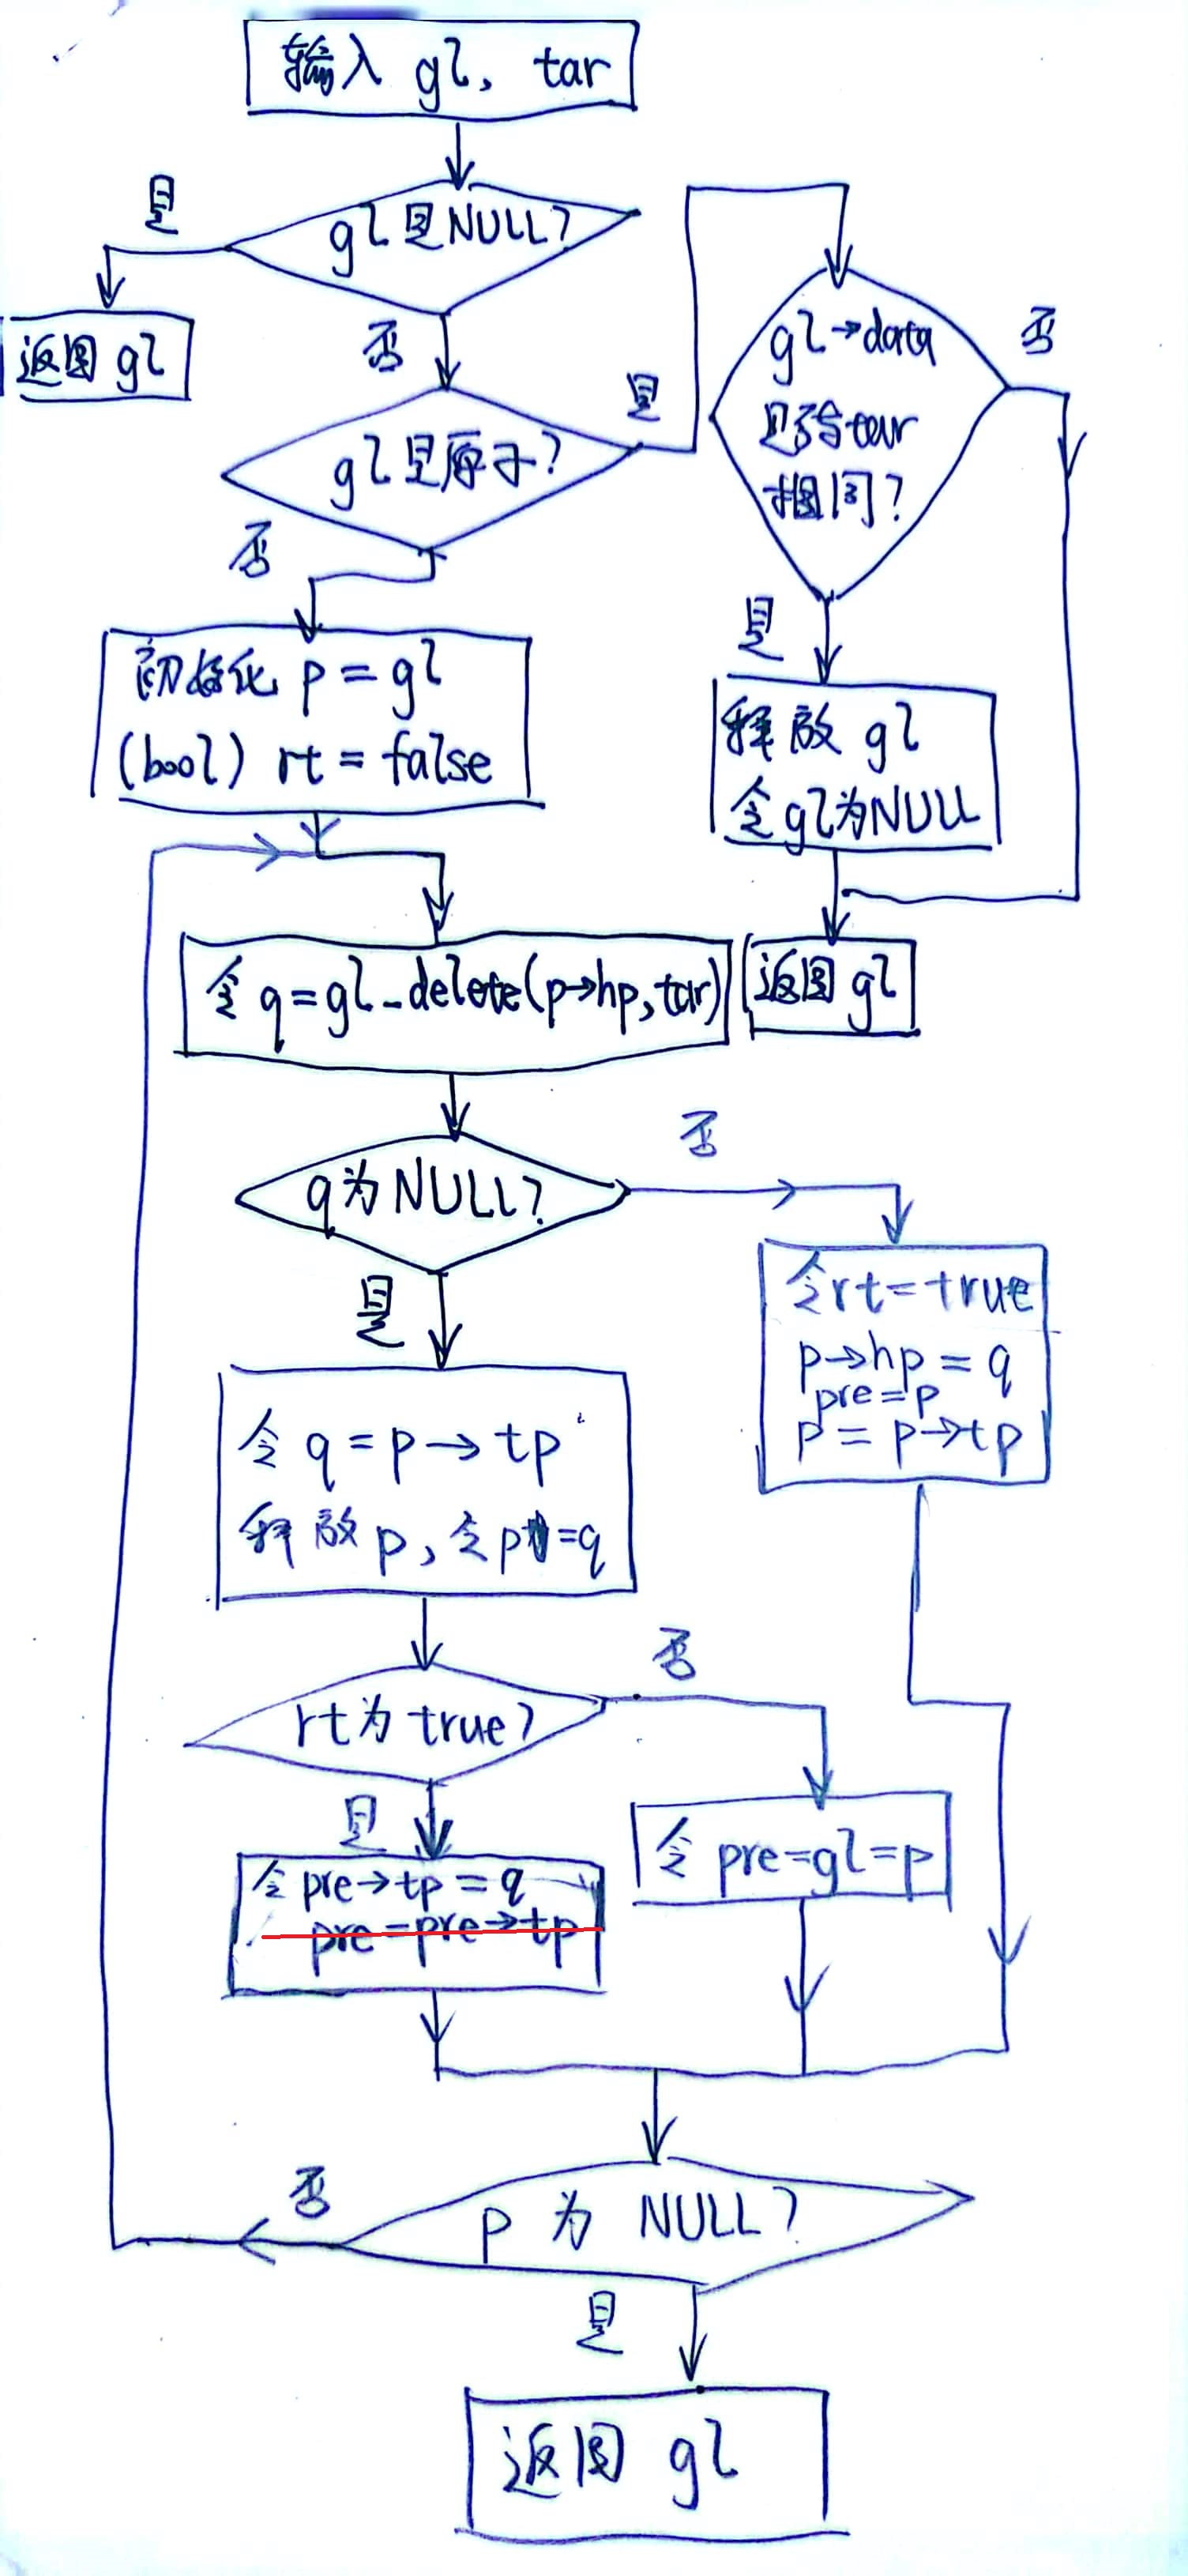 输入 gl, tar
是
gl是NULL?
返回 gl
否
gl是原子?
是
gl→data
是否与tar
相同?
否
否
初始化 p = gl
(bool) rt = false
是
释放 gl
令gl为NULL
令 q=gl_delete(p→hp,tar)
返回 gl
q为NULL?
否
是
令rt=true
p→hp = q
pre=p
p = p→tp
令 q = p→tp
释放p,令p=q
rt为true?
否
是
令pre→tp=q
pre=pre→tp
令 pre=gl=p
p 为 NULL?
否
是
返回 gl